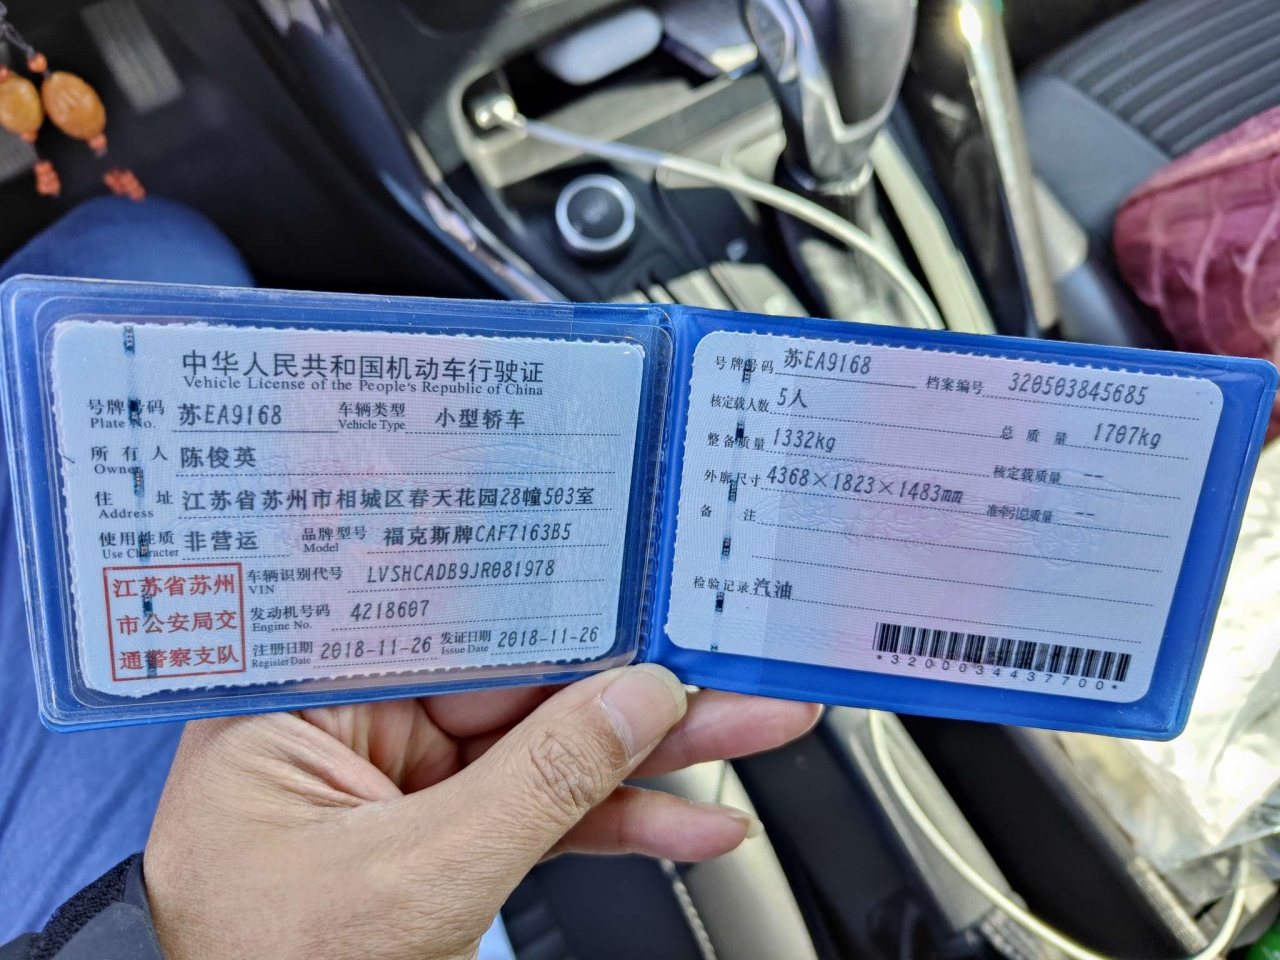 中华人民共和国机动车行驶证
Vehicle License of the People's Republic of China
号牌号码 苏EA9168 车辆类型 小型轿车
Plate No. Vehicle Type
所有人 陈俊英
Owner
住址 江苏省苏州市相城区春天花园28幢503室
Address
使用性质 非营运 品牌型号 福克斯牌CAF7163B5
Use Character Model
江苏省苏州
市公安局交
通警察支队
车辆识别代号 LVSHCADB9JR081978
VIN
发动机号码 4218607
Engine No.
注册日期 2018-11-26 发证日期 2018-11-26
Register Date Issue Date
号牌号码 苏EA9168 档案编号 320503845685
核定载人数 5人 总质量 1707kg
整备质量 1332kg 核定载质量 --
外廓尺寸 4368×1823×1483mm 准牵引总质量 --
备注
检验记录 汽油
*3200034437700*